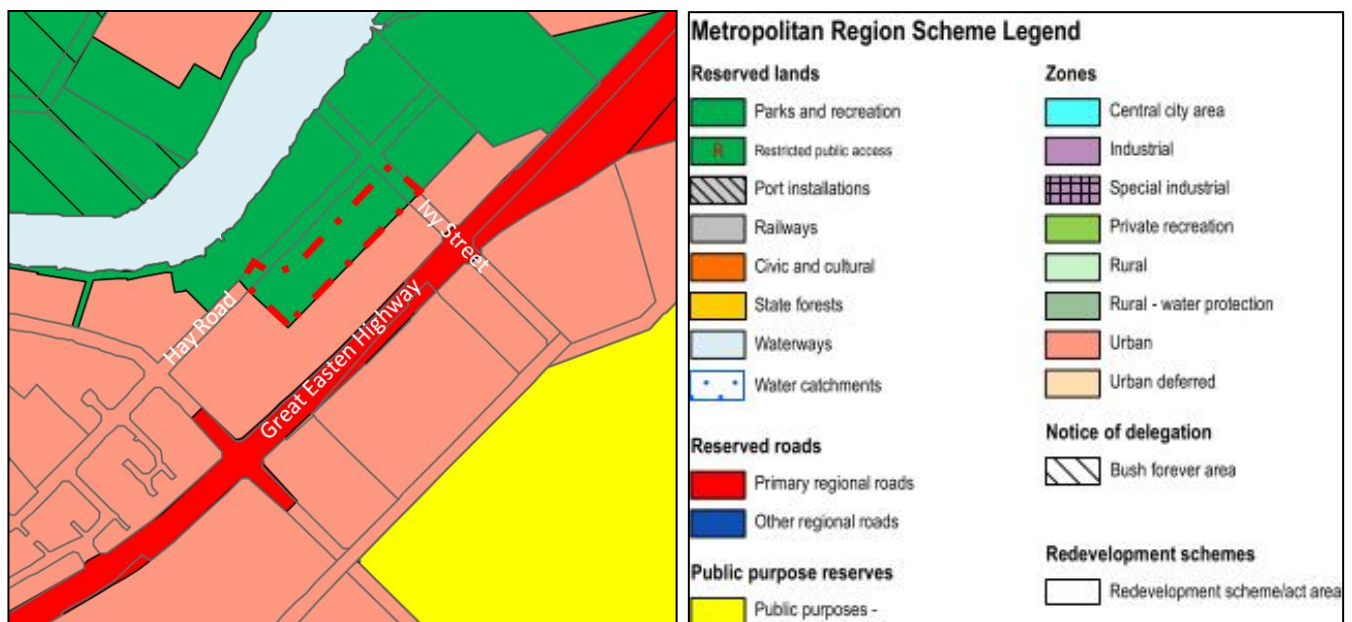 Hay Road
Great Easten Highway
Ivy Street
Metropolitan Region Scheme Legend
Reserved lands
Parks and recreation
R
Restricted public access
Port installations
Railways
Civic and cultural
State forests
Waterways
Water catchments
Reserved roads
Primary regional roads
Other regional roads
Public purpose reserves
Public purposes -
Zones
Central city area
Industrial
Special industrial
Private recreation
Rural
Rural - water protection
Urban
Urban deferred
Notice of delegation
Bush forever area
Redevelopment schemes
Redevelopment scheme/act area